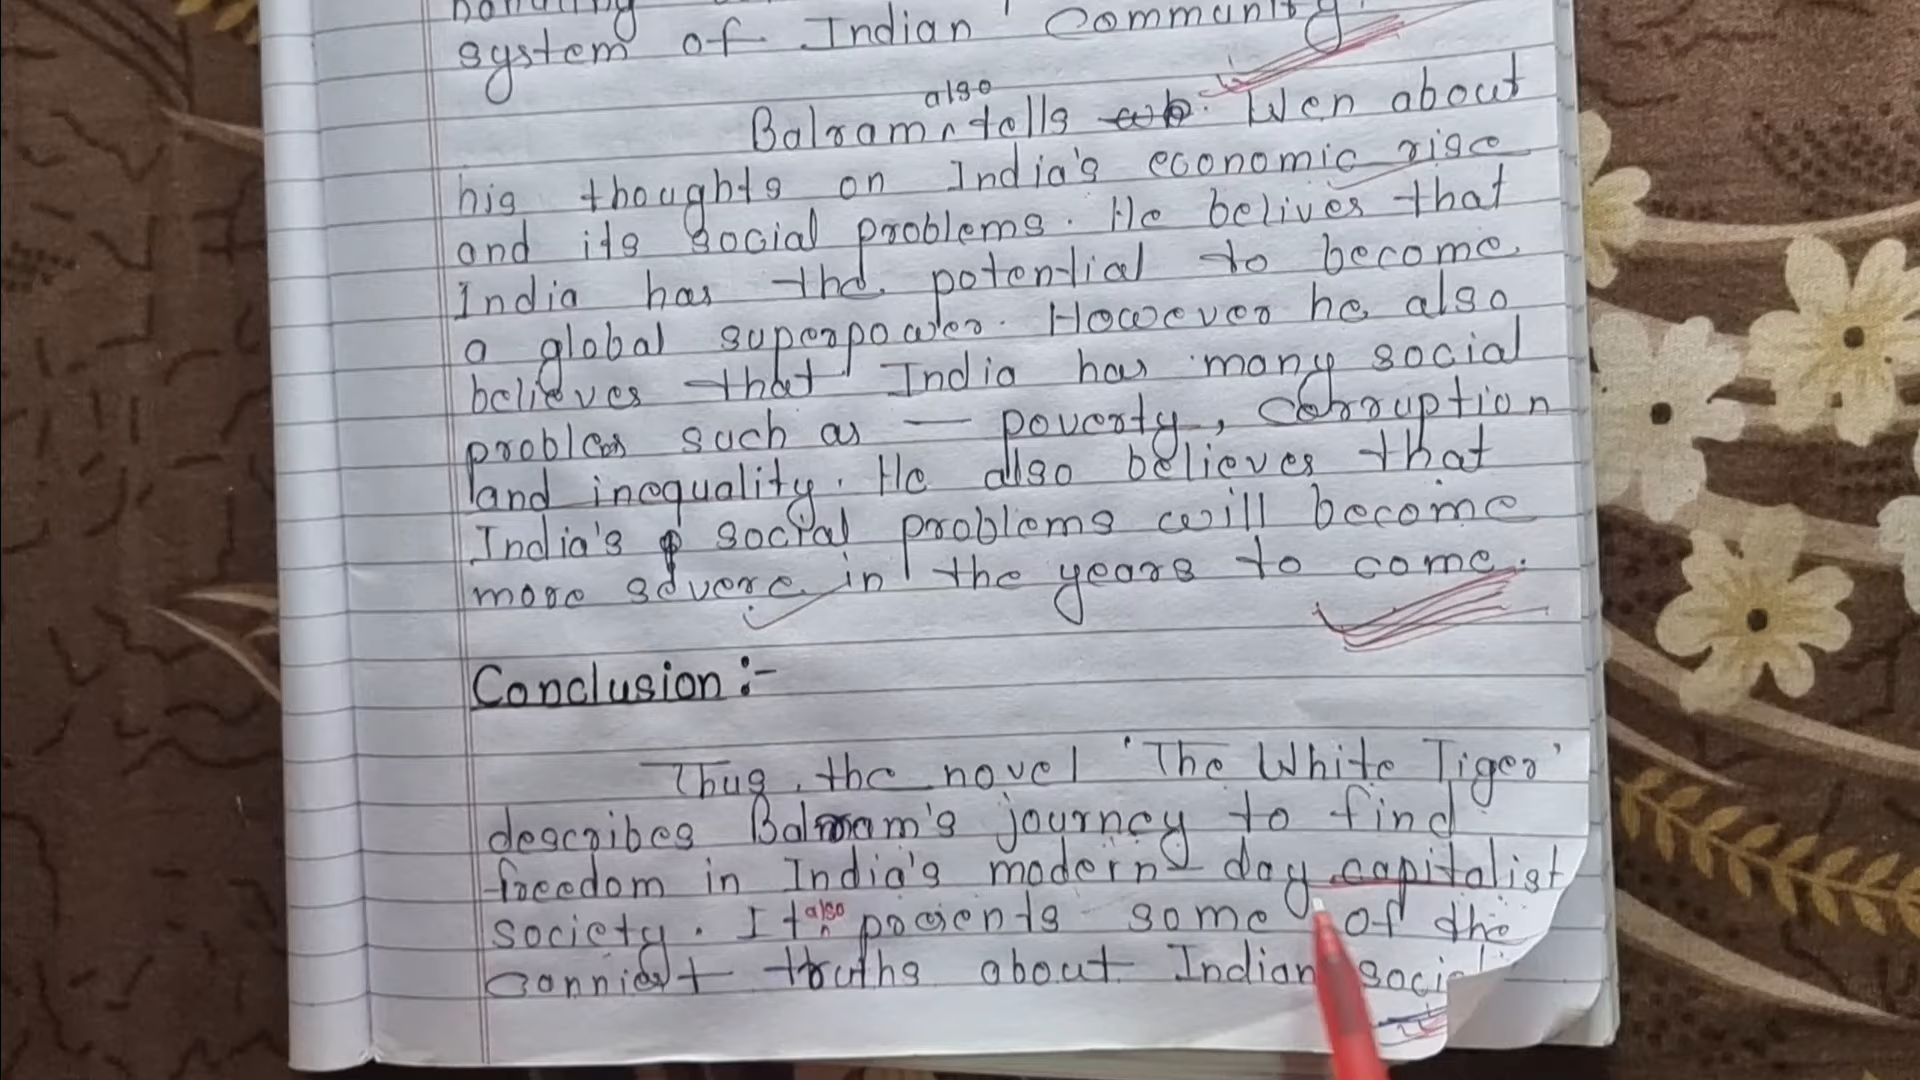 system of Indian Community.
also
Balram ^ tells Wen about
his thoughts on India's economic rise
and its social problems. He belives that
India has the potential to become
a global superpower. However he also
believes that India has many social
problems such as — poverty, corruption
and inequality. He also believes that
India's social problems will become
more advere in the years to come.
Conclusion :-
Thus, the novel 'The White Tiger'
describes Balram's journey to find
freedom in India's modern day capitalist
society. It also presents some of the
truths about Indian